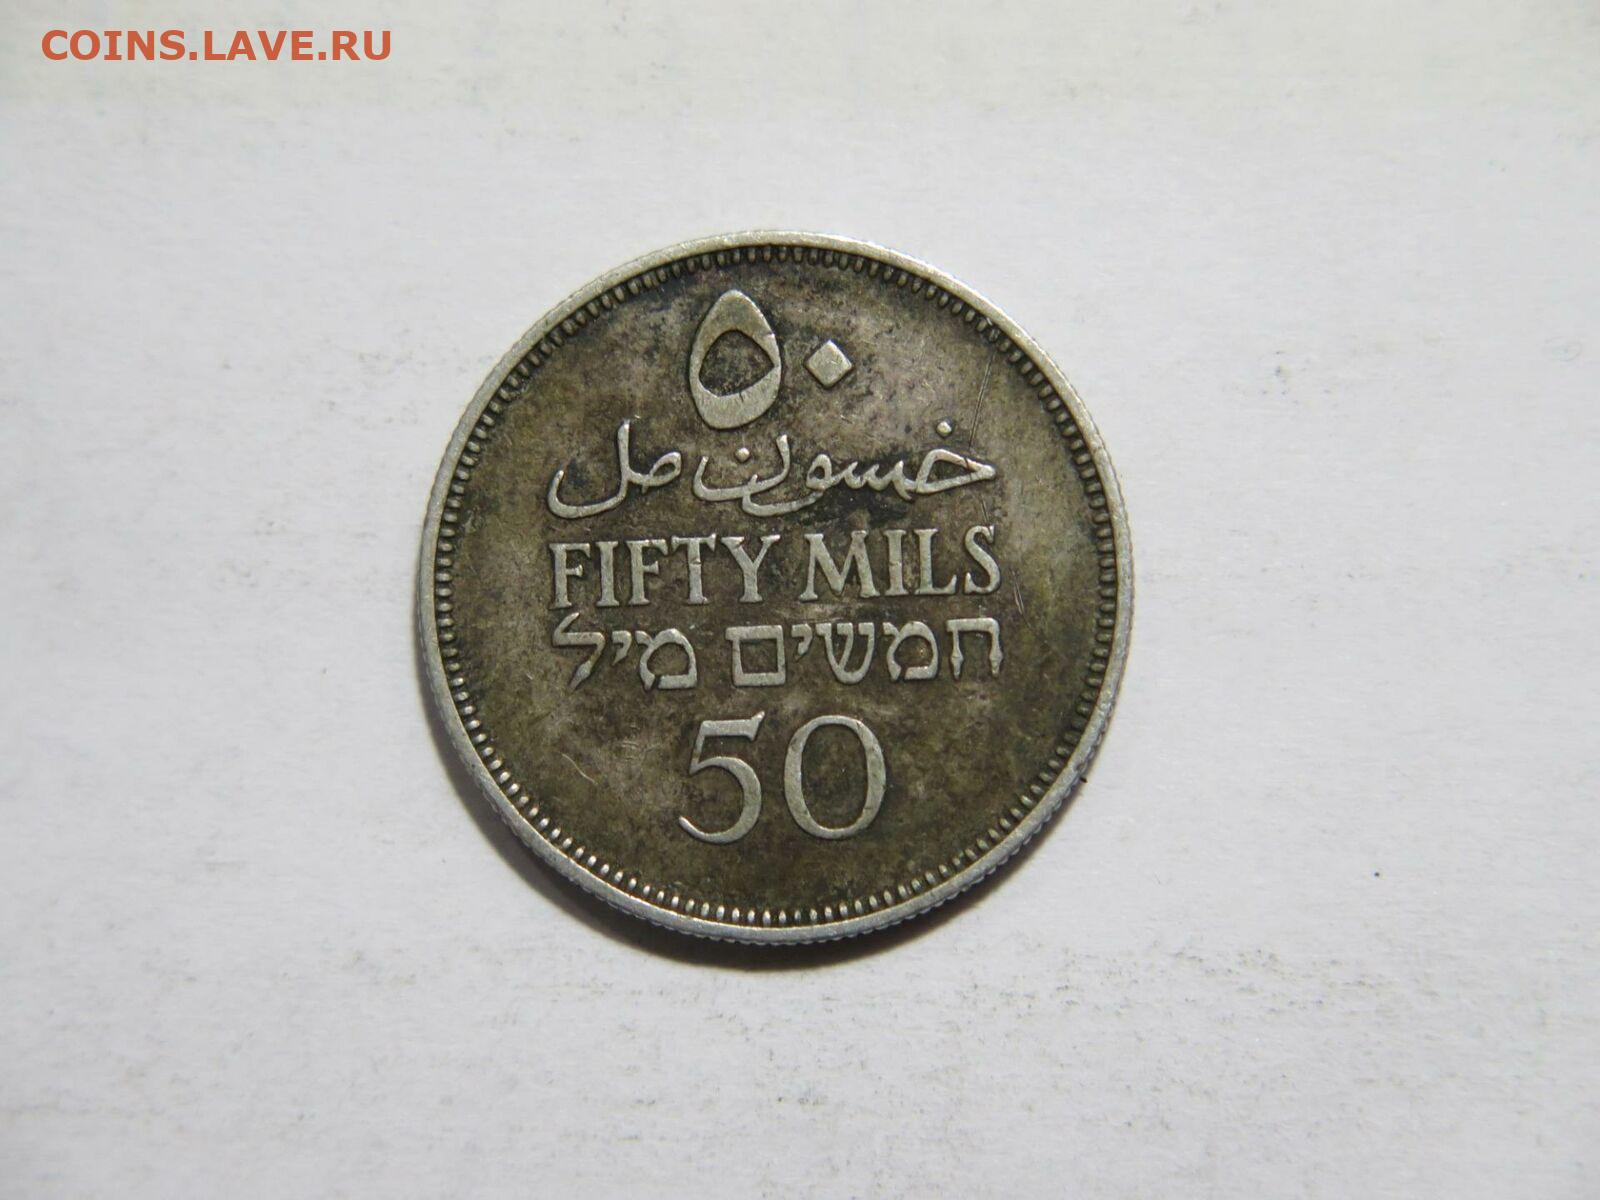 COINS.LAVE.RU
٥٠
خمسون مل
FIFTY MILS
חמשים מיל
50